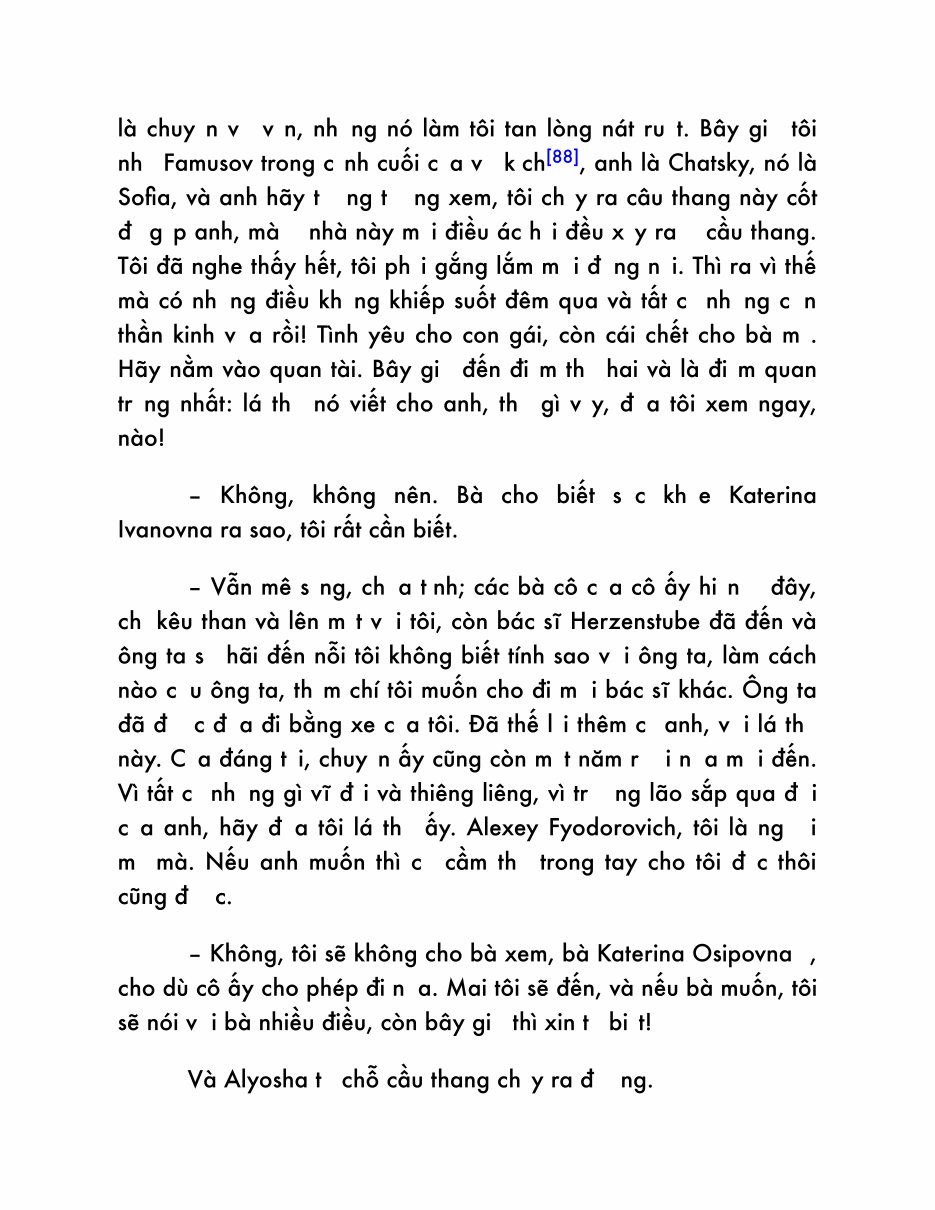 là chuy n v v n, nh ng nó làm tôi tan lòng nát ru t. Bây gi tôi
nh Famusov trong c nh cuối c a v k ch[88], anh là Chatsky, nó là
Sofia, và anh hãy t ng t ng xem, tôi ch y ra câu thang này cốt
đ g p anh, mà nhà này m i điều ác h i đều x y ra cầu thang.
Tôi đã nghe thấy hết, tôi ph i gắng lắm m i đ ng n i. Thì ra vì thế
mà có nh ng điều kh ng khiếp suốt đêm qua và tất c nh ng c n
thần kinh v a rồi! Tình yêu cho con gái, còn cái chết cho bà m .
Hãy nằm vào quan tài. Bây gi đến đi m th hai và là đi m quan
tr ng nhất: lá th nó viết cho anh, th gì v y, đ a tôi xem ngay,
nào!
– Không, không nên. Bà cho biết s c kh e Katerina
Ivanovna ra sao, tôi rất cần biết.
– Vẫn mê s ng, ch a t nh; các bà cô c a cô ấy hi n đây,
ch kêu than và lên m t v i tôi, còn bác sĩ Herzenstube đã đến và
ông ta s hãi đến nỗi tôi không biết tính sao v i ông ta, làm cách
nào c u ông ta, th m chí tôi muốn cho đi m i bác sĩ khác. Ông ta
đã đ c đ a đi bằng xe c a tôi. Đã thế l i thêm c anh, v i lá th
này. C a đáng t i, chuy n ấy cũng còn m t năm r i n a m i đến.
Vì tất c nh ng gì vĩ đ i và thiêng liêng, vì tr ng lão sắp qua đ i
c a anh, hãy đ a tôi lá th ấy. Alexey Fyodorovich, tôi là ng i
m mà. Nếu anh muốn thì c cầm th trong tay cho tôi đ c thôi
cũng đ c.
– Không, tôi sẽ không cho bà xem, bà Katerina Osipovna ,
cho dù cô ấy cho phép đi n a. Mai tôi sẽ đến, và nếu bà muốn, tôi
sẽ nói v i bà nhiều điều, còn bây gi thì xin t bi t!
Và Alyosha t chỗ cầu thang ch y ra đ ng.